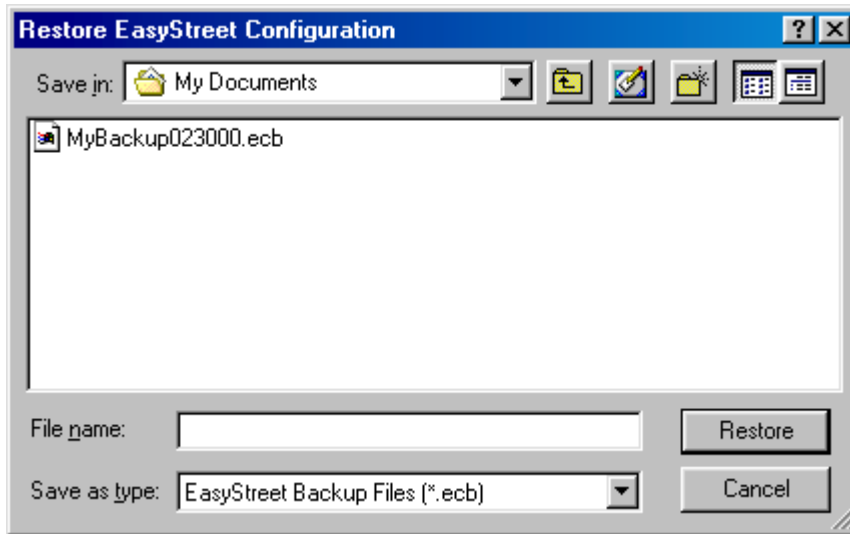 Restore EasyStreet Configuration
Save in: My Documents
MyBackup023000.ecb
File name:
Restore
Save as type: EasyStreet Backup Files (*.ecb)
Cancel